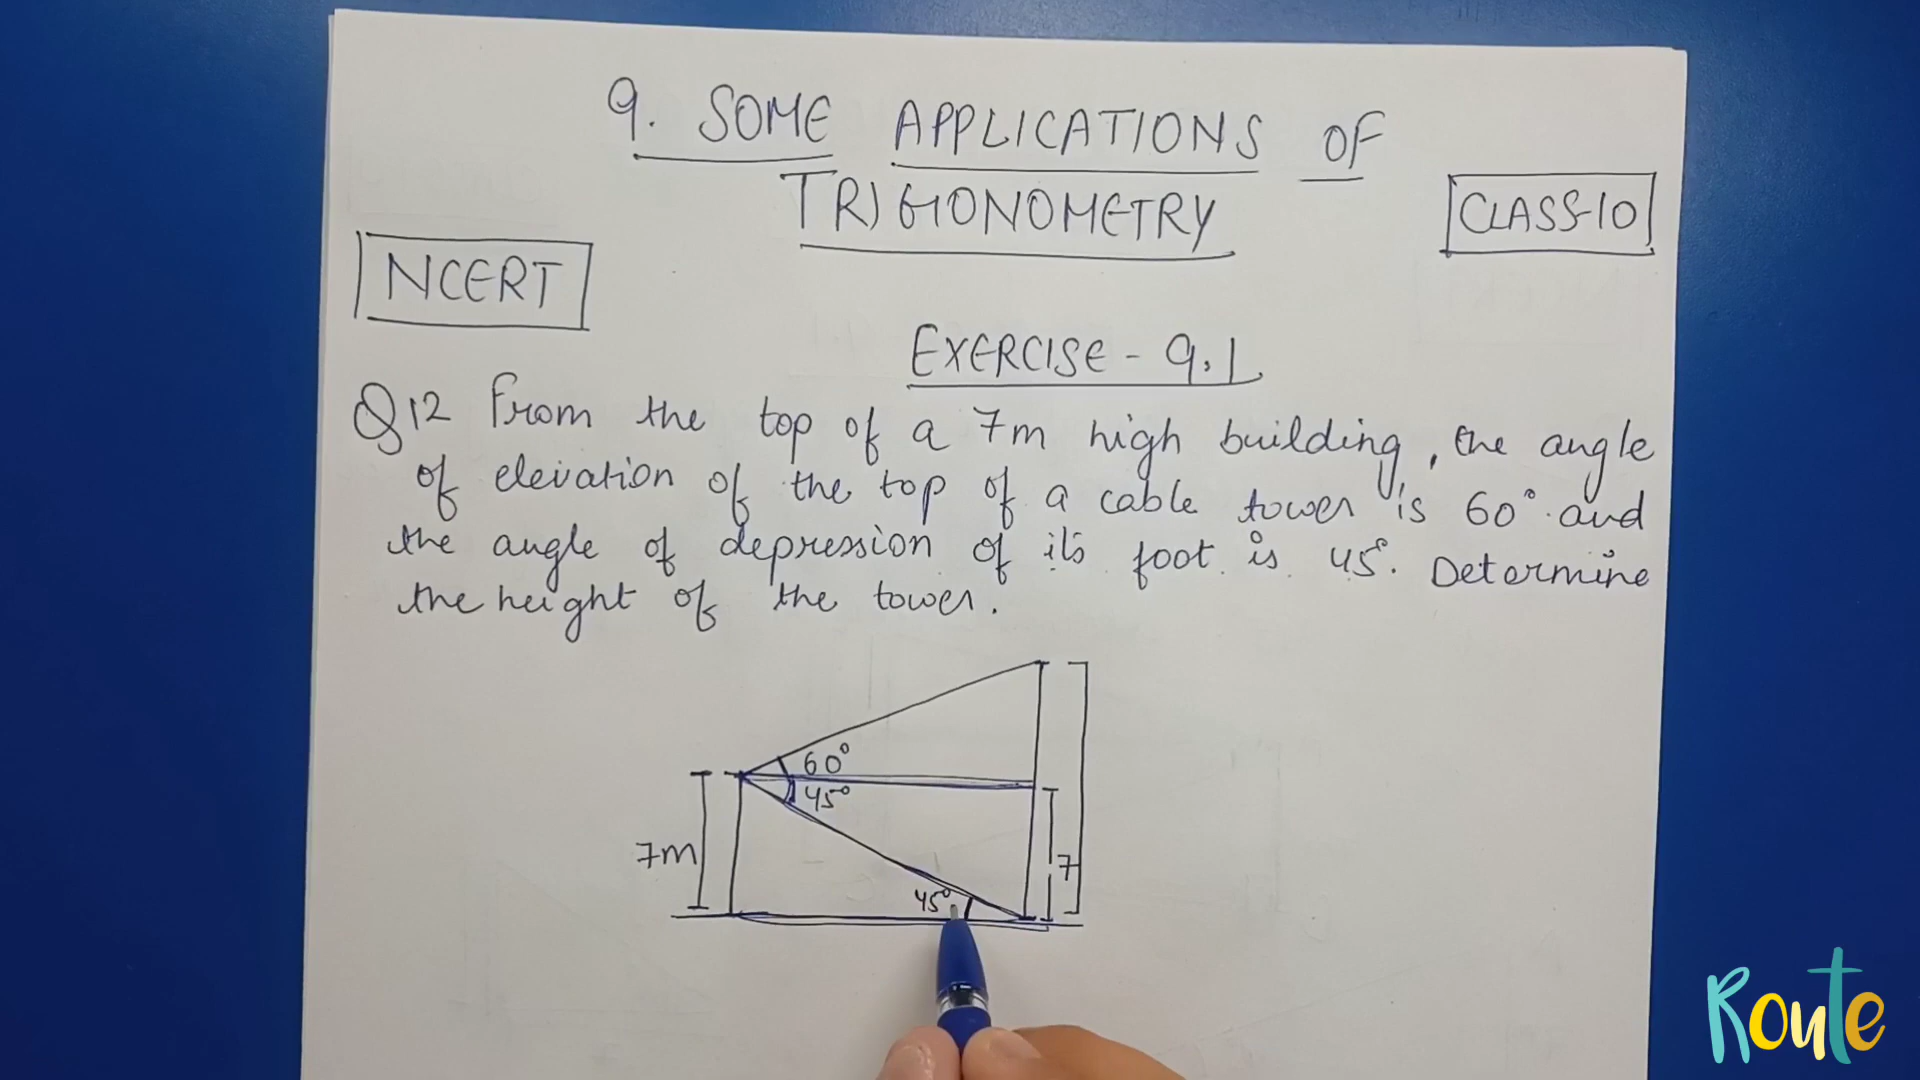 9. SOME APPLICATIONS OF
TRIGONOMETRY
CLASS-10
NCERT
EXERCISE - 9.1
Q12 From the top of a 7m high building, the angle
of elevation of the top of a cable tower is 60° and
the angle of depression of its foot is 45°. Determine
the height of the tower.
60°
45°
7m
7
45°
Route